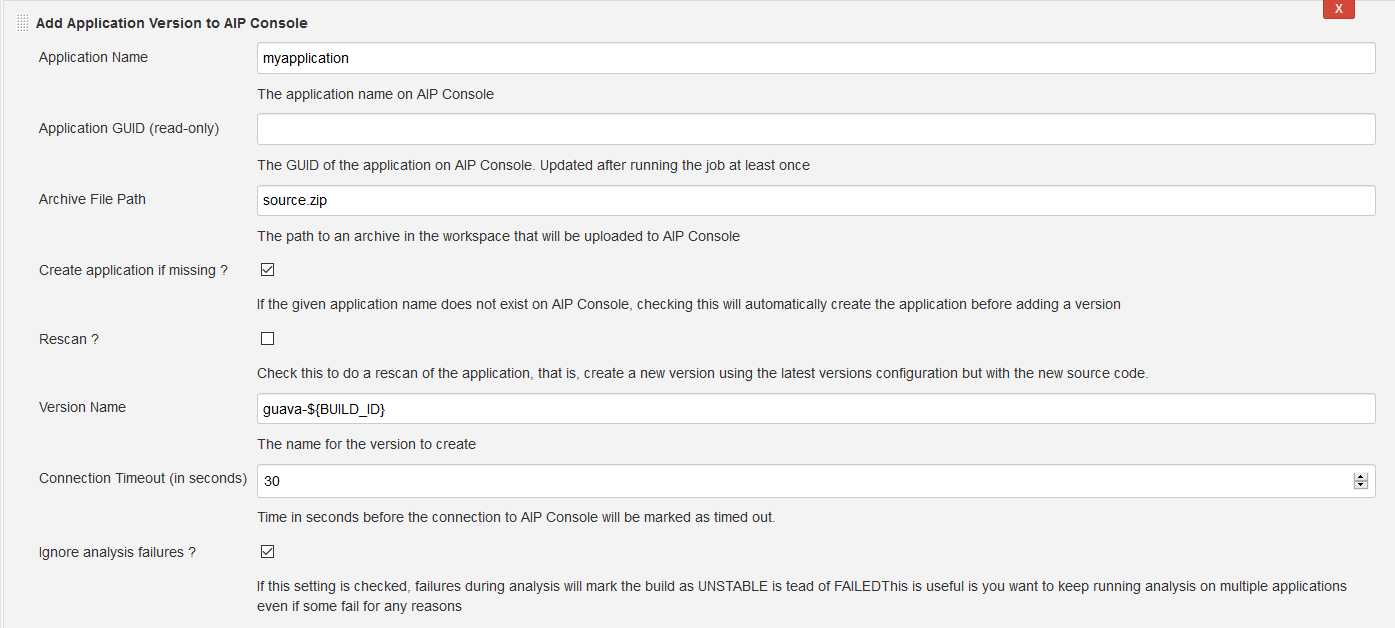 Add Application Version to AIP Console
X
Application Name
myapplication
The application name on AIP Console
Application GUID (read-only)
The GUID of the application on AIP Console. Updated after running the job at least once
Archive File Path
source.zip
The path to an archive in the workspace that will be uploaded to AIP Console
Create application if missing ?
If the given application name does not exist on AIP Console, checking this will automatically create the application before adding a version
Rescan ?
Check this to do a rescan of the application, that is, create a new version using the latest versions configuration but with the new source code.
Version Name
guava-${BUILD_ID}
The name for the version to create
Connection Timeout (in seconds)
30
Time in seconds before the connection to AIP Console will be marked as timed out.
Ignore analysis failures ?
If this setting is checked, failures during analysis will mark the build as UNSTABLE is tead of FAILEDThis is useful is you want to keep running analysis on multiple applications
even if some fail for any reasons